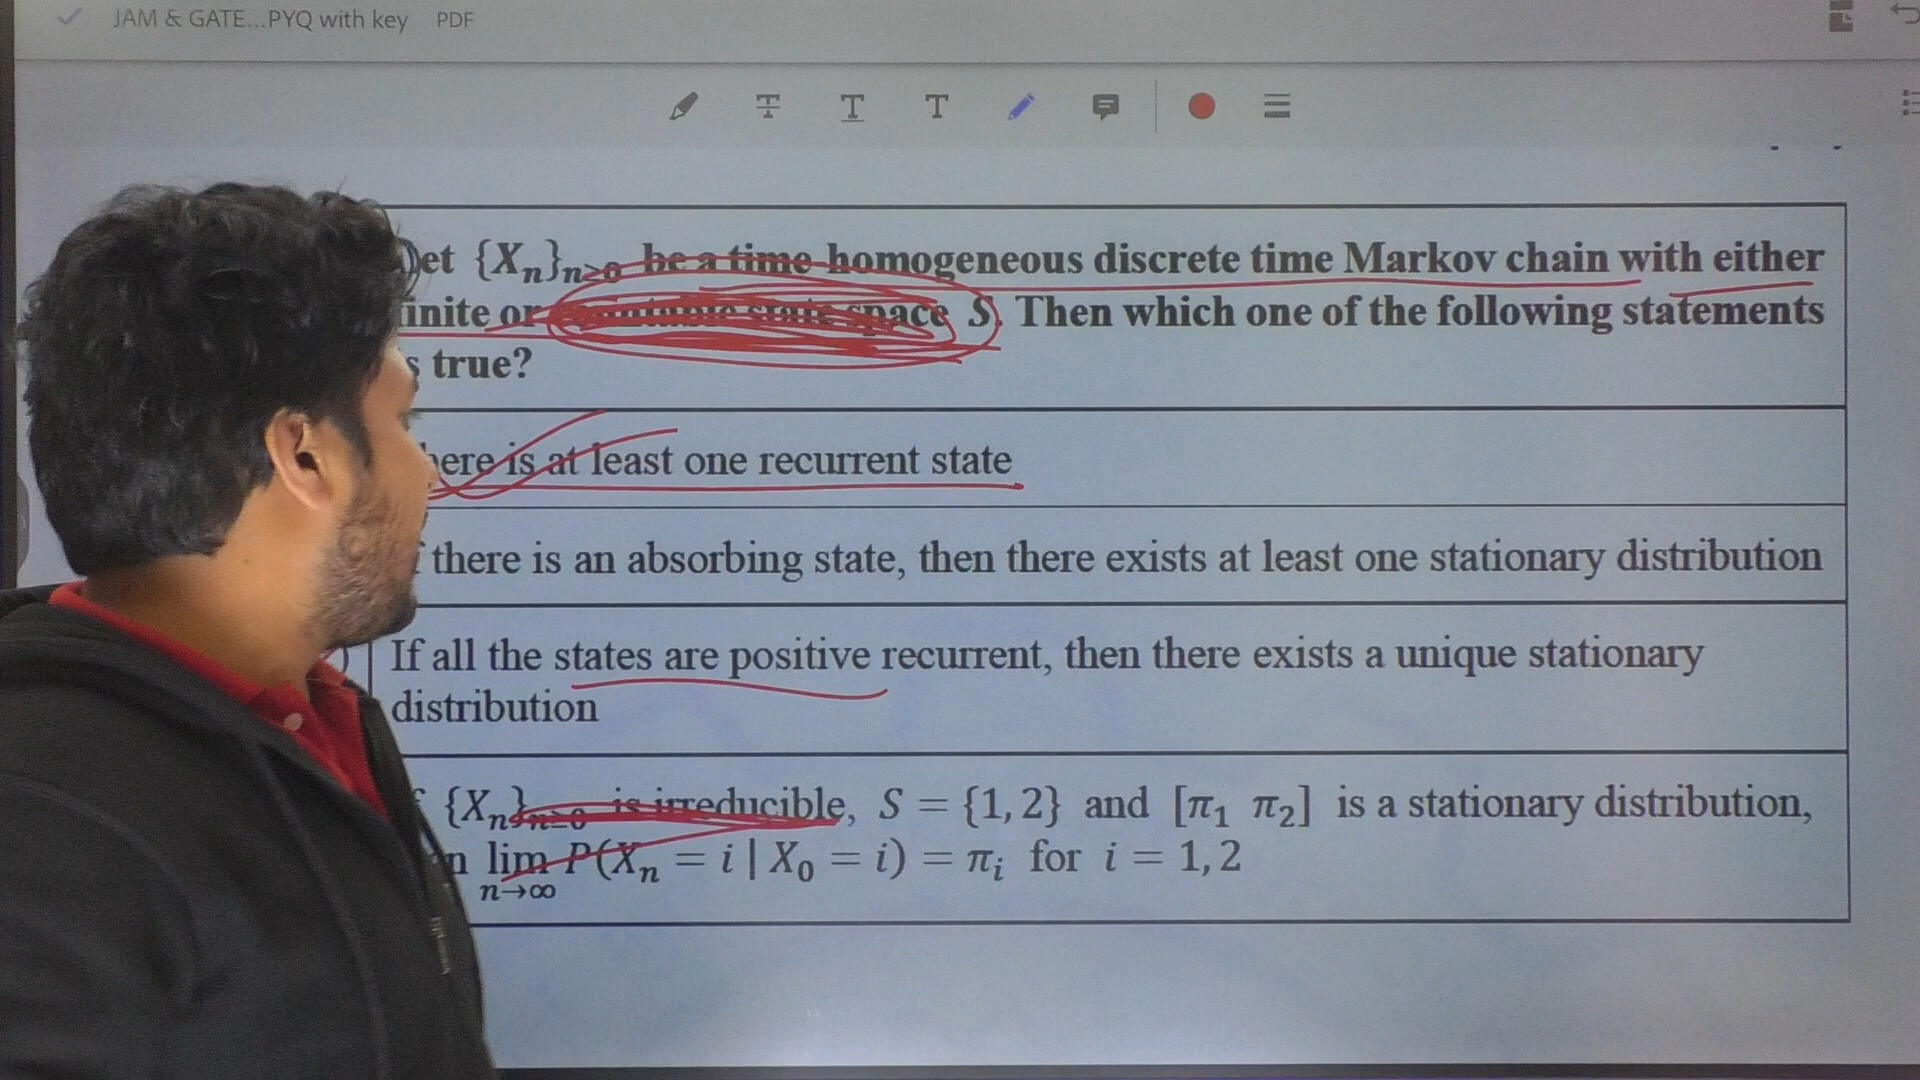 JAM & GATE...PYQ with key PDF
et {Xₙ}ₙ≥₀ be a time homogeneous discrete time Markov chain with either
inite or state space S. Then which one of the following statements
s true?
ere is at least one recurrent state
there is an absorbing state, then there exists at least one stationary distribution
If all the states are positive recurrent, then there exists a unique stationary
distribution
{Xₙ}ₙ≥₀ is irreducible, S = {1, 2} and [π₁ π₂] is a stationary distribution,
n lim P(Xₙ = i | X₀ = i) = πᵢ for i = 1, 2
n→∞